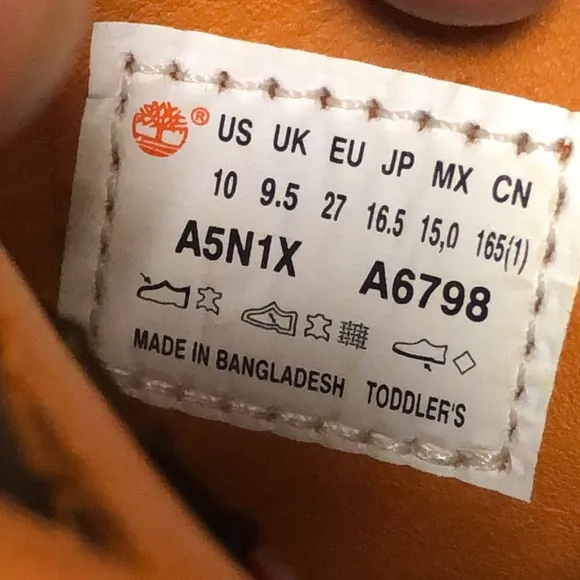 ® US UK EU JP MX CN
10 9.5 27 16.5 15,0 165(1)
A5N1X A6798
MADE IN BANGLADESH TODDLER'S